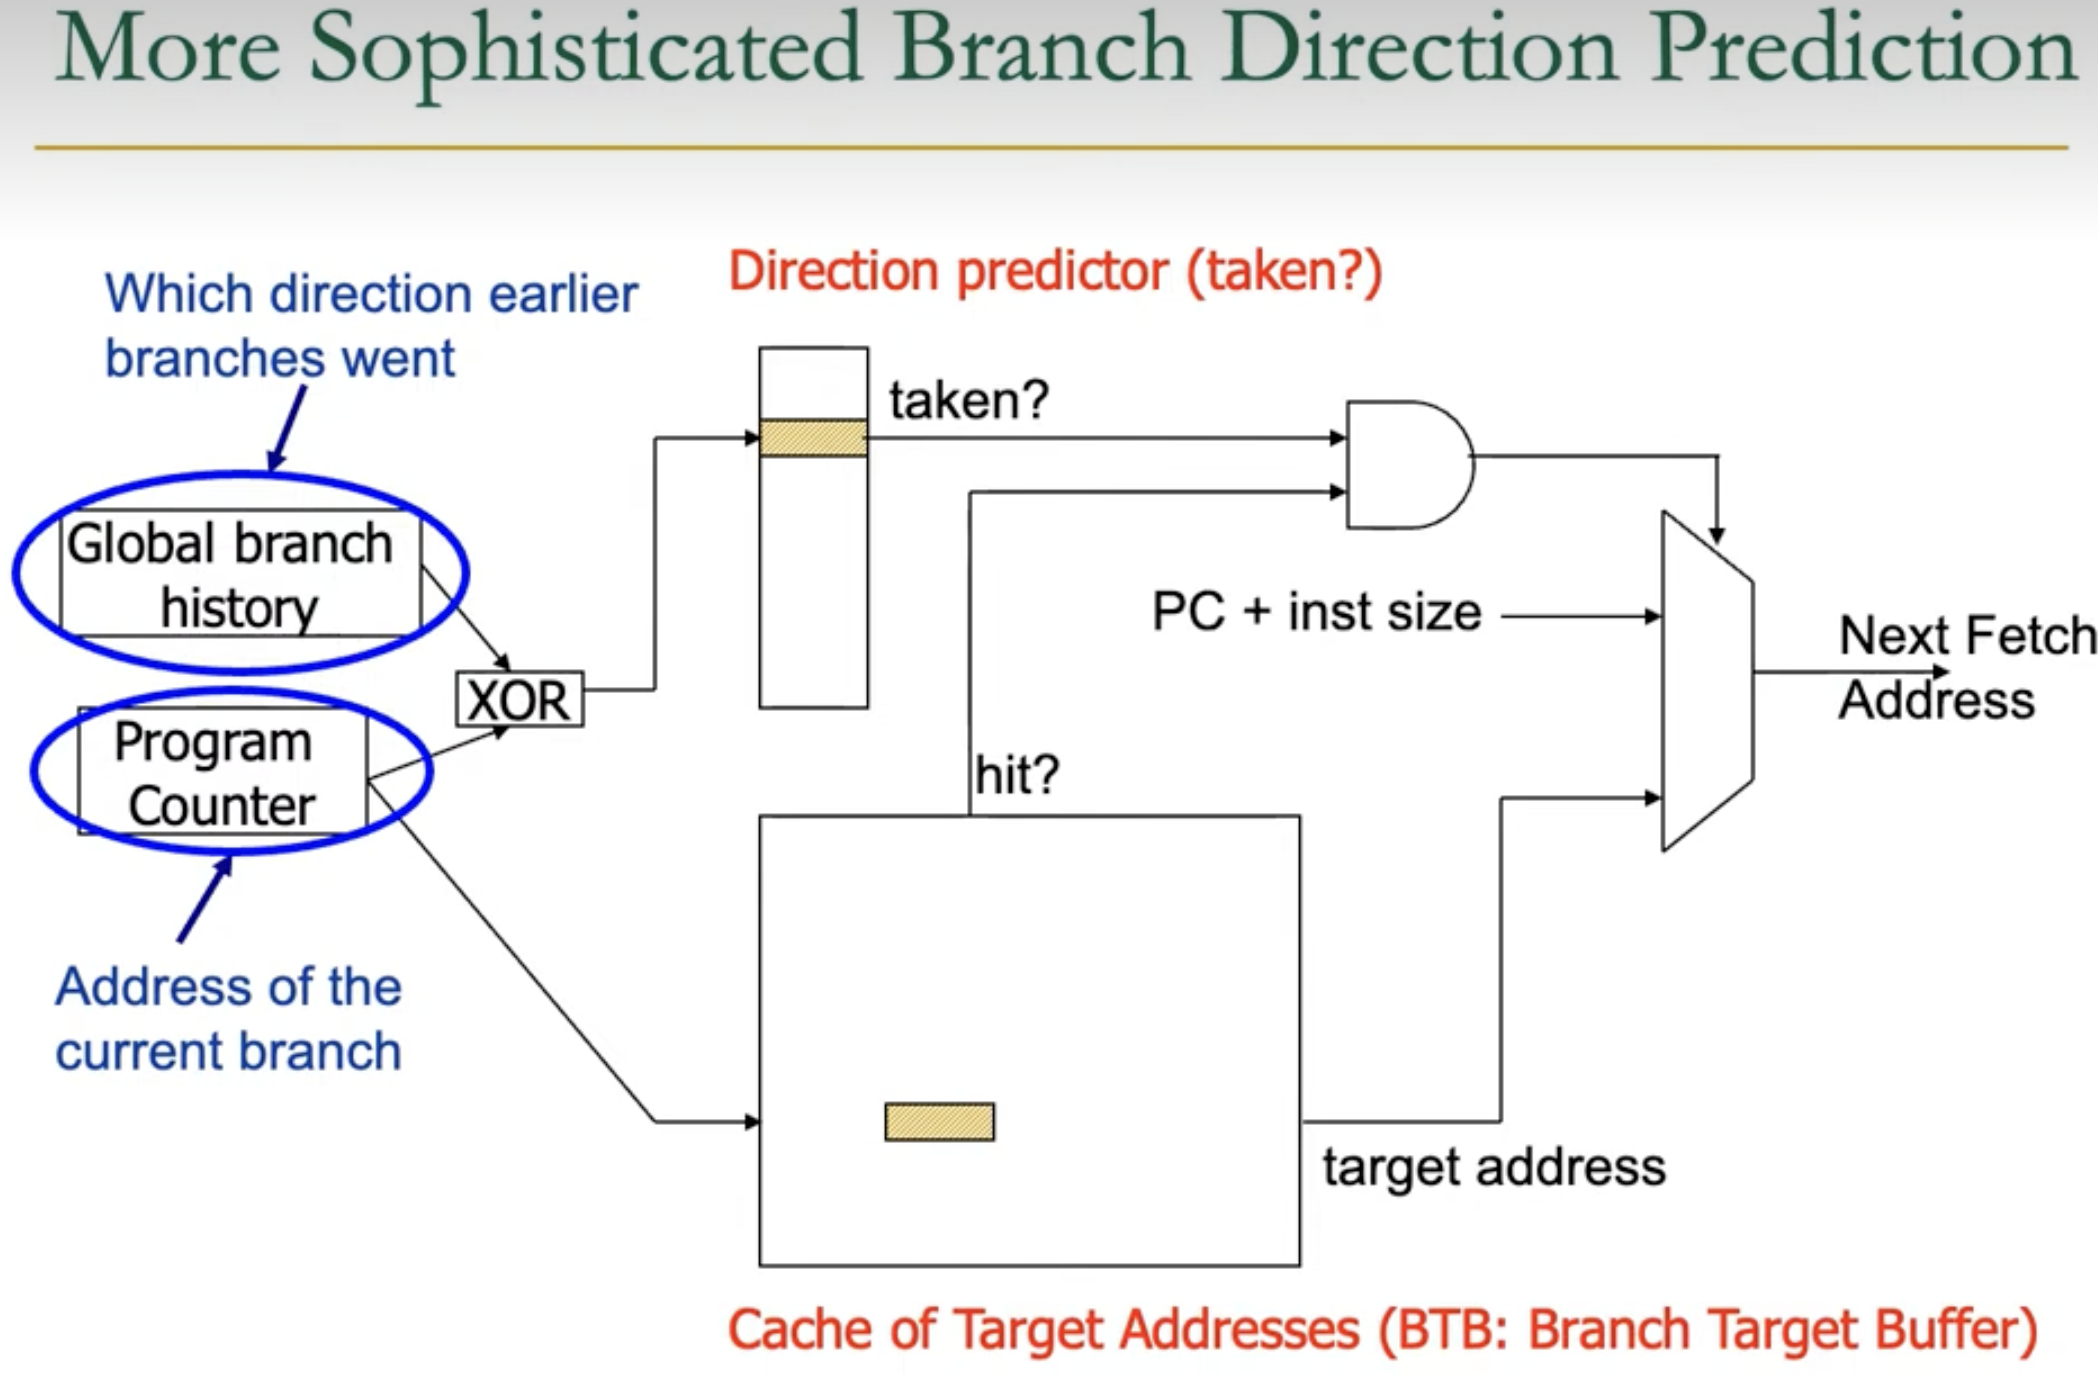 More Sophisticated Branch Direction Prediction
Which direction earlier
branches went
Direction predictor (taken?)
taken?
Global branch
history
XOR
Program
Counter
PC + inst size
hit?
Next Fetch
Address
Address of the
current branch
target address
Cache of Target Addresses (BTB: Branch Target Buffer)